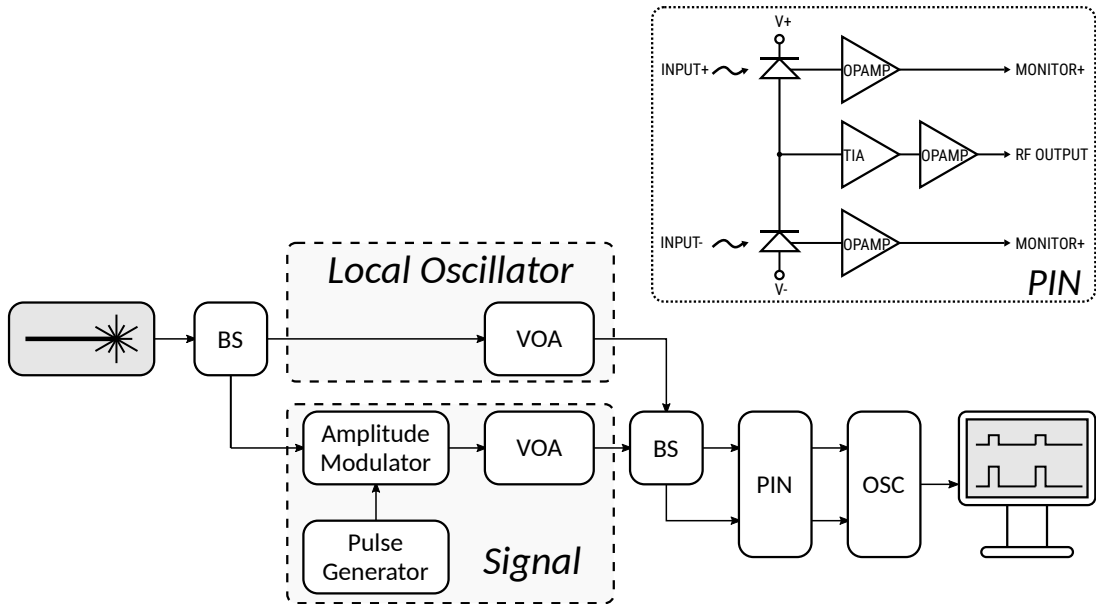 V+
INPUT+
OPAMP
MONITOR+
TIA
OPAMP
RF OUTPUT
INPUT-
OPAMP
MONITOR+
V-
PIN
Local Oscillator
BS
VOA
Amplitude
Modulator
VOA
BS
PIN
OSC
Pulse
Generator
Signal